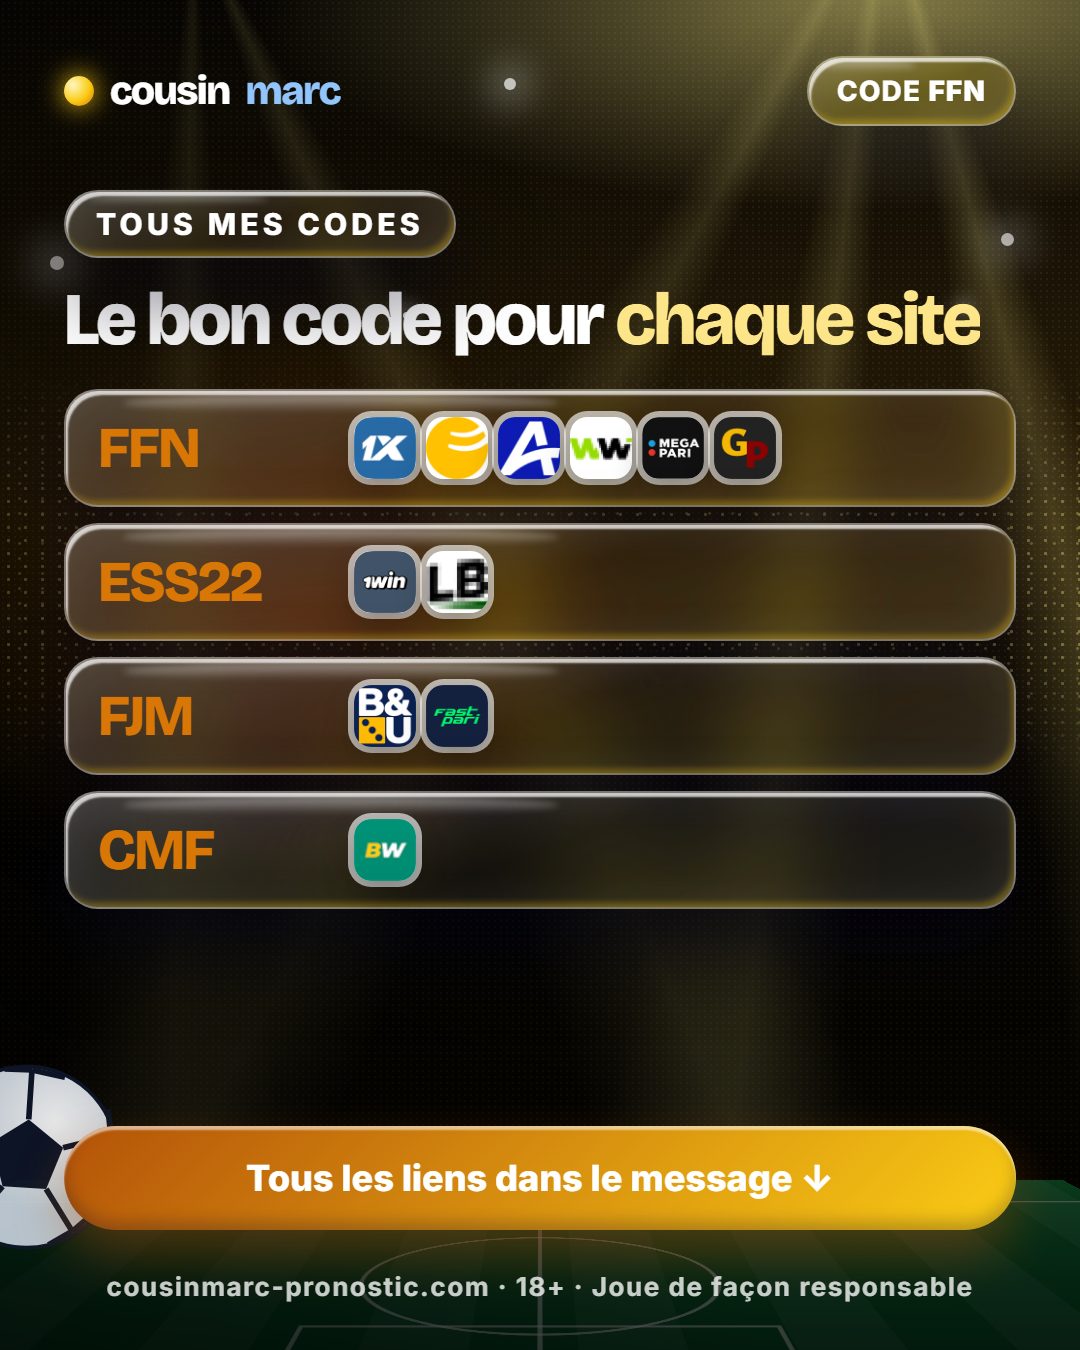 cousin marc
CODE FFN
TOUS MES CODES
Le bon code pour chaque site
FFN
1X
A
WW
MEGA
PARI
GP
ESS22
1win
LB
FJM
B&
U
Fast
pari
CMF
BW
Tous les liens dans le message ↓
cousinmarc-pronostic.com · 18+ · Joue de façon responsable